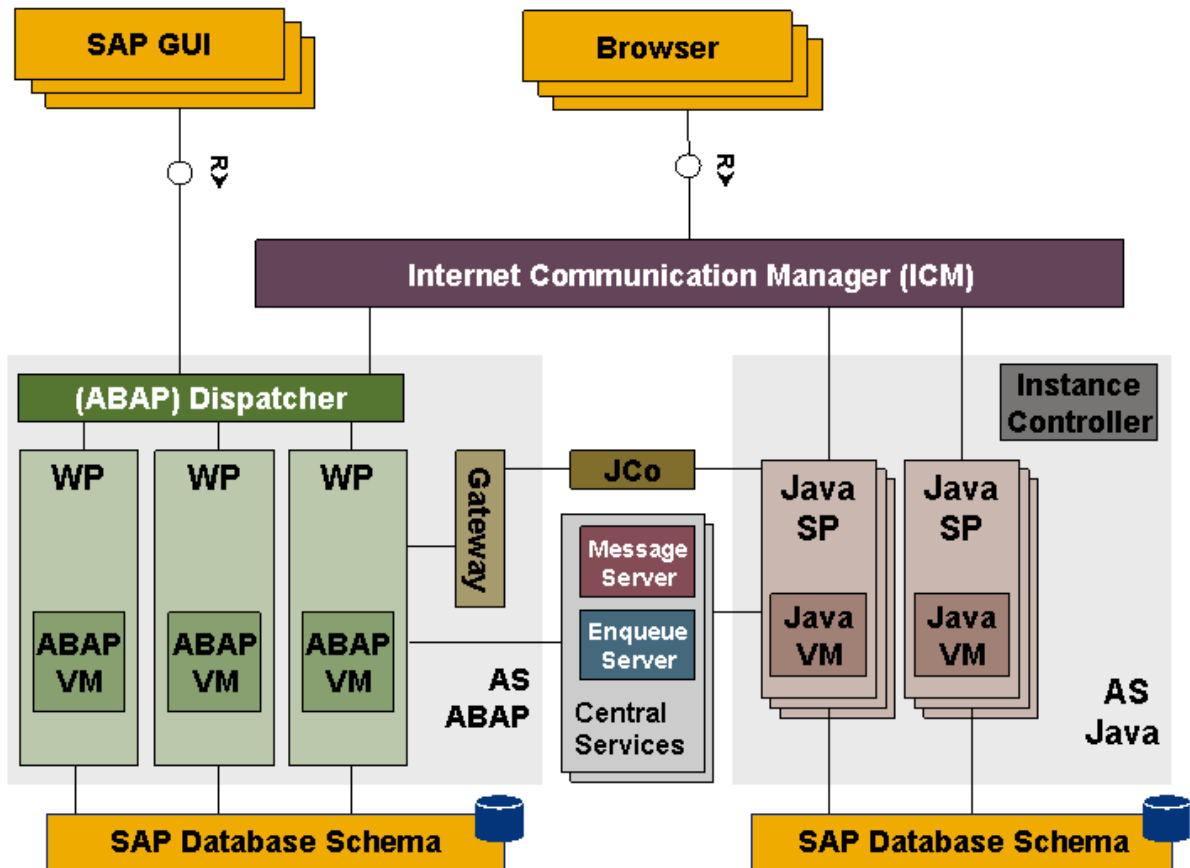 SAP GUI
Browser
R
R
Internet Communication Manager (ICM)
(ABAP) Dispatcher
Instance
Controller
WP
WP
WP
Gateway
JCo
Java
SP
Java
SP
Message
Server
Enqueue
Server
Central
Services
ABAP
VM
ABAP
VM
ABAP
VM
Java
VM
Java
VM
AS
ABAP
AS
Java
SAP Database Schema
SAP Database Schema